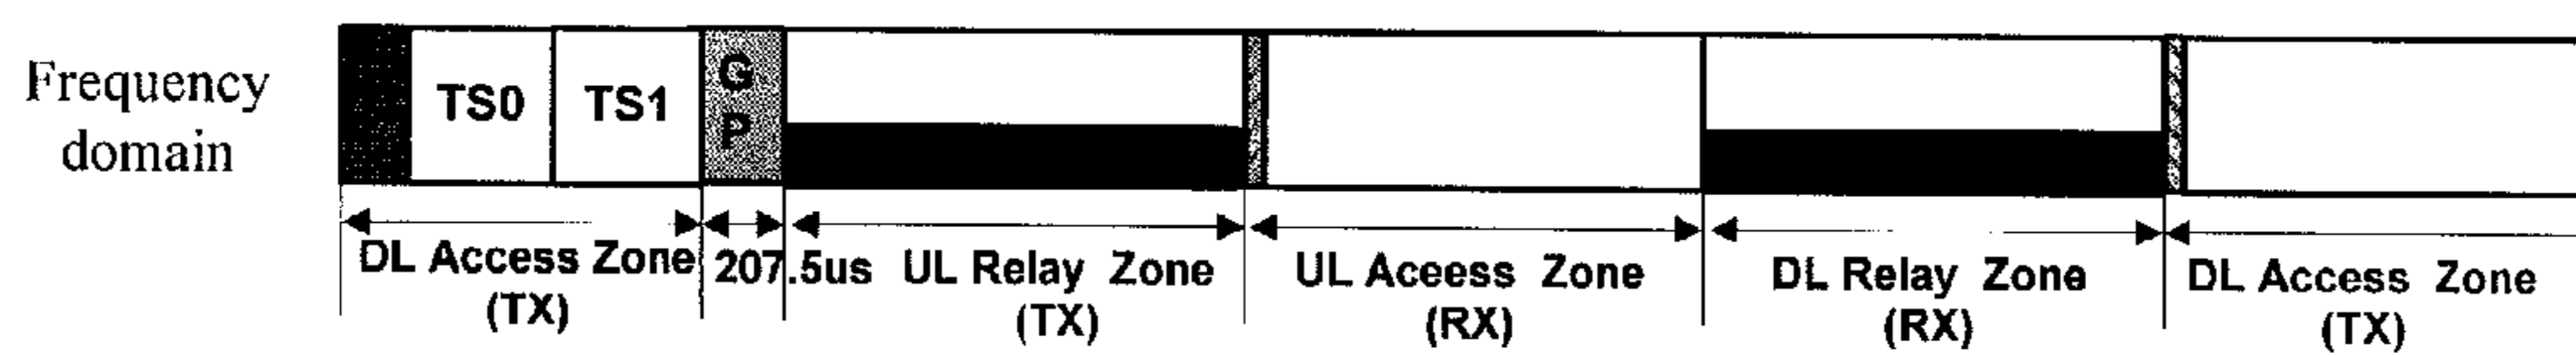 Frequency
domain
TS0
TS1
G
P
DL Access Zone
(TX)
207.5us
UL Relay Zone
(TX)
UL Aceess Zone
(RX)
DL Relay Zone
(RX)
DL Access Zone
(TX)